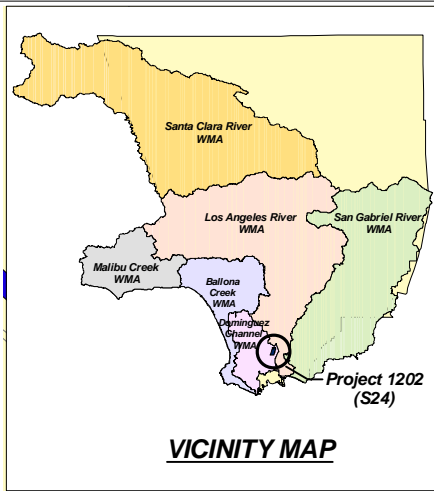 Santa Clara River
WMA
Los Angeles River
WMA
San Gabriel River
WMA
Malibu Creek
WMA
Ballona
Creek
WMA
Dominguez
Channel
WMA
Project 1202
(S24)
VICINITY MAP